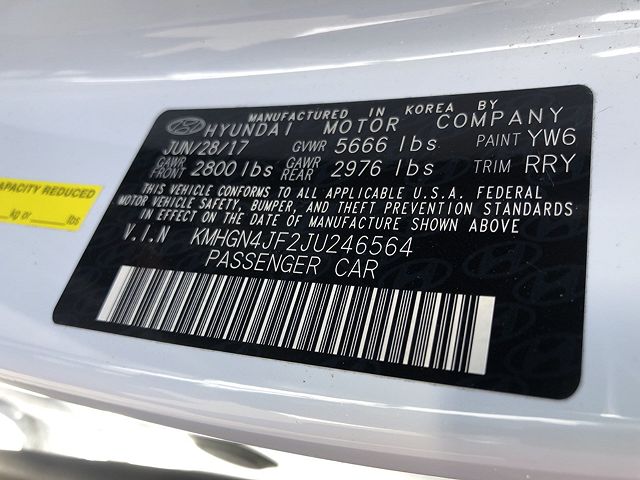 MANUFACTURED IN KOREA BY
HYUNDAI MOTOR COMPANY
JUN/28/17 GVWR 5666 lbs PAINT YW6
GAWR FRONT 2800 lbs GAWR REAR 2976 lbs TRIM RRY
THIS VEHICLE CONFORMS TO ALL APPLICABLE U.S.A. FEDERAL
MOTOR VEHICLE SAFETY, BUMPER, AND THEFT PREVENTION STANDARDS
IN EFFECT ON THE DATE OF MANUFACTURE SHOWN ABOVE
V.I.N KMHGN4JF2JU246564
PASSENGER CAR
CAPACITY REDUCED
kg or lbs